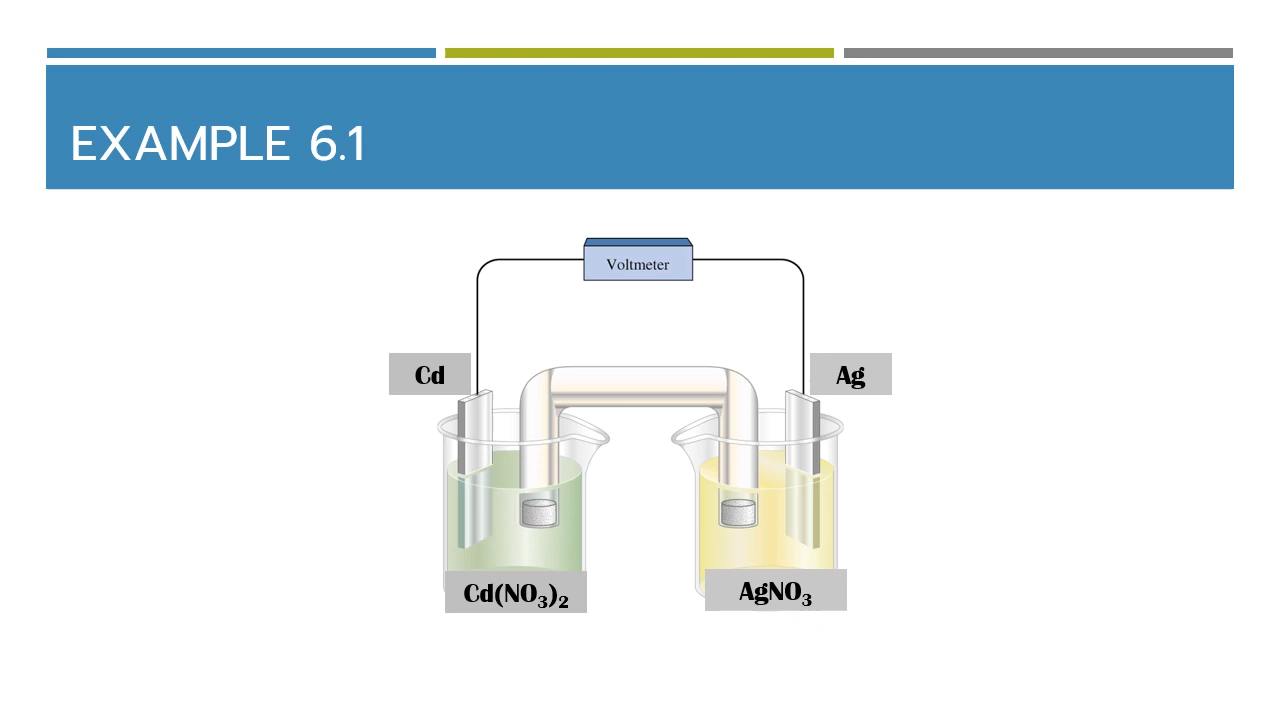 EXAMPLE 6.1
Voltmeter
Cd
Ag
Cd(NO₃)₂
AgNO₃